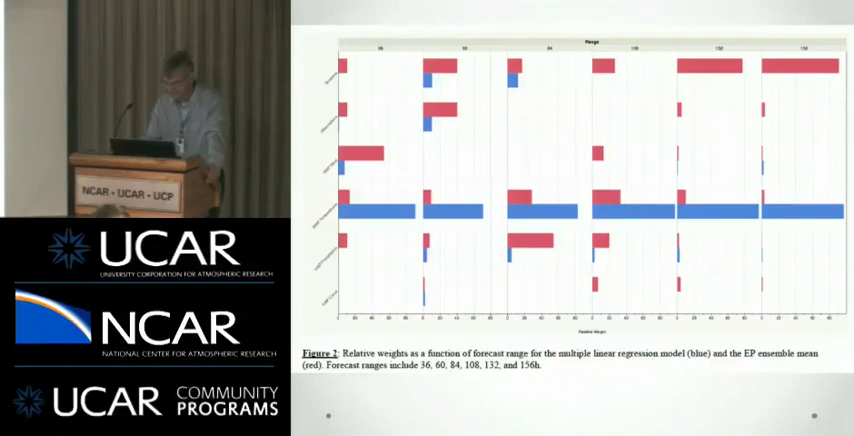 NCAR • UCAR • UCP
UCAR
UNIVERSITY CORPORATION FOR ATMOSPHERIC RESEARCH
NCAR
NATIONAL CENTER FOR ATMOSPHERIC RESEARCH
UCAR COMMUNITY PROGRAMS
Range
36 60 84 108 132 156
Relative Weight
Figure 2: Relative weights as a function of forecast range for the multiple linear regression model (blue) and the EP ensemble mean
(red). Forecast ranges include 36, 60, 84, 108, 132, and 156h.